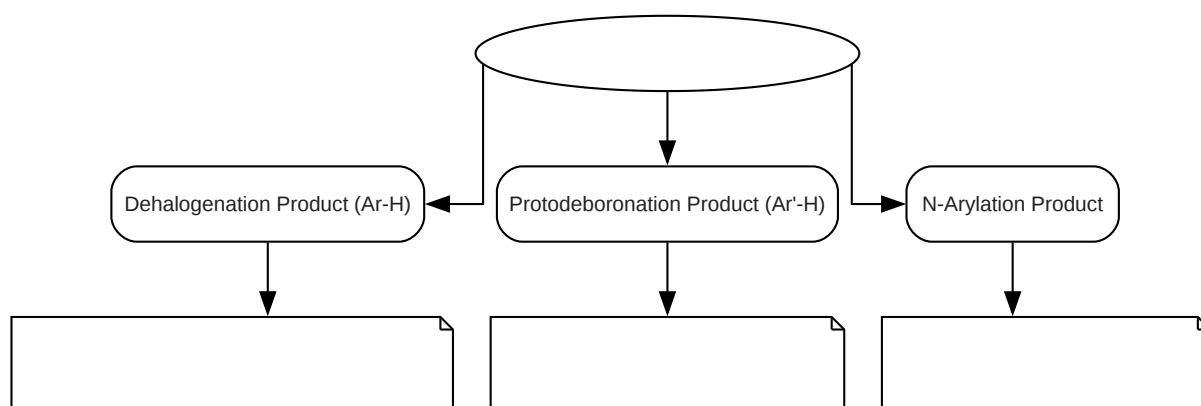 Dehalogenation Product (Ar-H)
Protodeboronation Product (Ar'-H)
N-Arylation Product